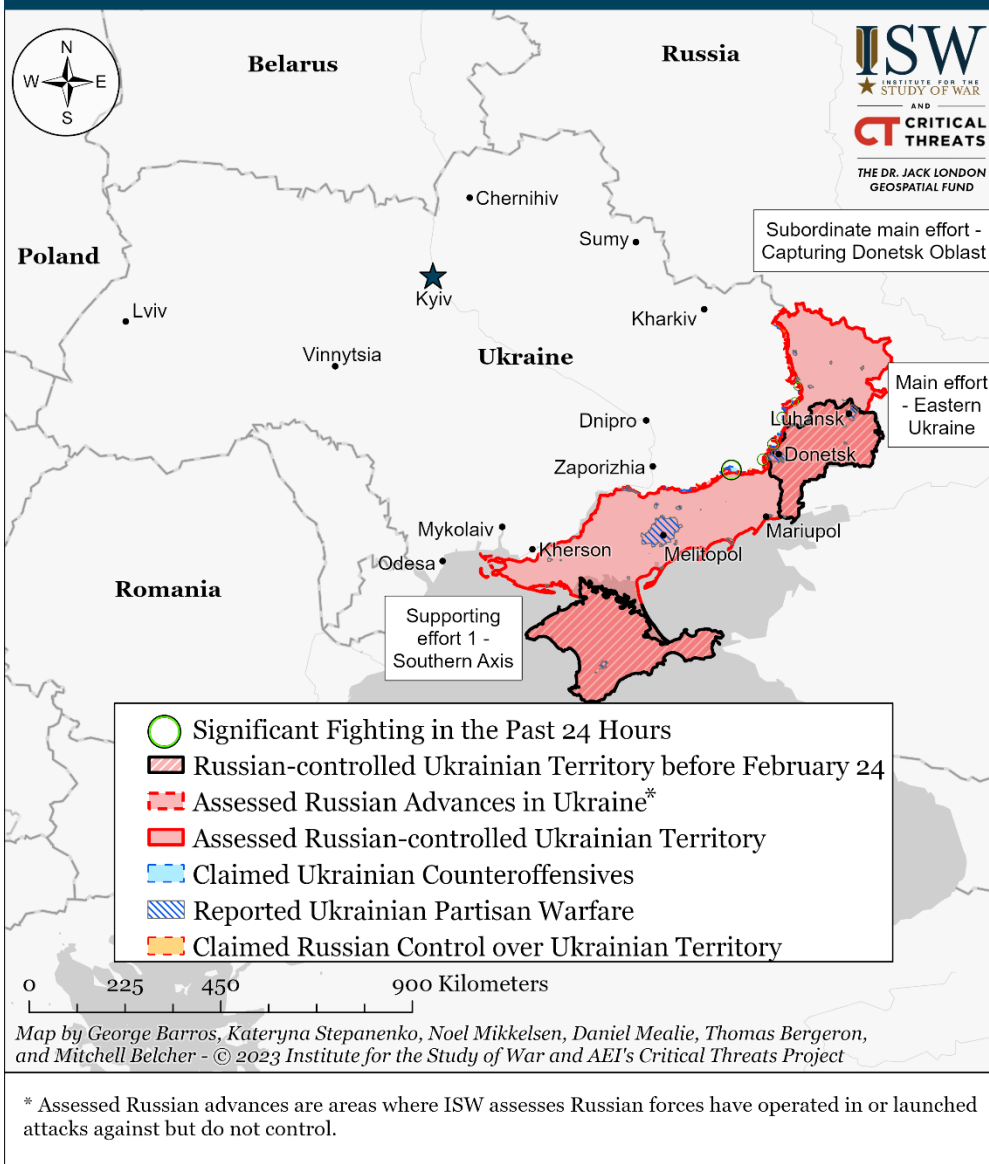 N
W
E
S
Belarus
Russia
ISW
INSTITUTE FOR THE
STUDY OF WAR
AND
CT CRITICAL
THREATS
THE DR. JACK LONDON
GEOSPATIAL FUND
Chernihiv
Sumy
Subordinate main effort -
Capturing Donetsk Oblast
Poland
Kyiv
Lviv
Kharkiv
Vinnytsia
Ukraine
Main effort
- Eastern
Ukraine
Luhansk
Dnipro
Donetsk
Zaporizhia
Mykolaiv
Mariupol
Kherson
Melitopol
Odesa
Romania
Supporting
effort 1 -
Southern Axis
Significant Fighting in the Past 24 Hours
Russian-controlled Ukrainian Territory before February 24
Assessed Russian Advances in Ukraine*
Assessed Russian-controlled Ukrainian Territory
Claimed Ukrainian Counteroffensives
Reported Ukrainian Partisan Warfare
Claimed Russian Control over Ukrainian Territory
0 225 450 900 Kilometers
Map by George Barros, Kateryna Stepanenko, Noel Mikkelsen, Daniel Mealie, Thomas Bergeron,
and Mitchell Belcher - © 2023 Institute for the Study of War and AEI's Critical Threats Project
* Assessed Russian advances are areas where ISW assesses Russian forces have operated in or launched
attacks against but do not control.